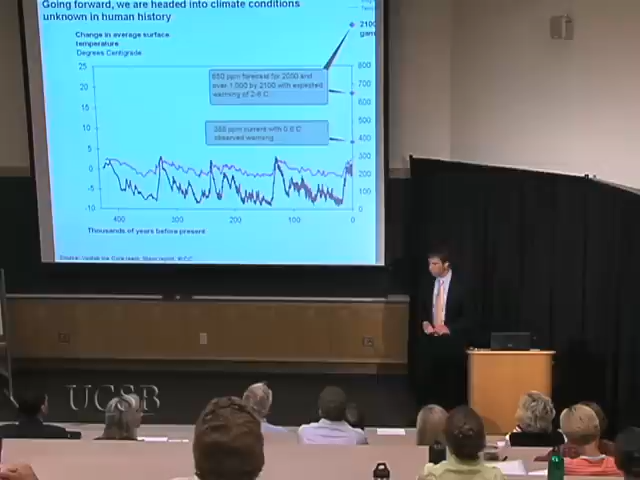 Going forward, we are headed into climate conditions
unknown in human history
Change in average surface
temperature
Degrees Centigrade
2100
25
20
15
10
5
0
-5
-10
800
700
600
500
400
300
200
100
0
650 ppm forecast for 2050 and
over 1,000 by 2100 with expected
warming of 2-6 C
current with 0.6 C
observed warming
400 300 200 100 0
Thousands of years before present
UCSB